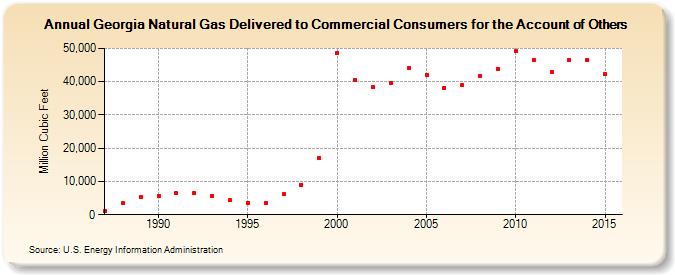 Annual Georgia Natural Gas Delivered to Commercial Consumers for the Account of Others
Million Cubic Feet
50,000
40,000
30,000
20,000
10,000
0
1990 1995 2000 2005 2010 2015
Source: U.S. Energy Information Administration